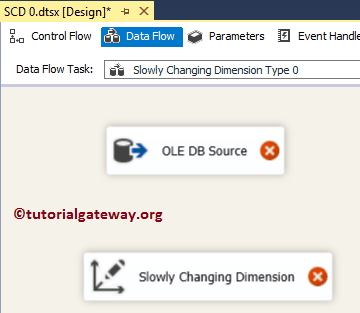 SCD 0.dtsx [Design]*
Control Flow Data Flow Parameters Event Handle
Data Flow Task: Slowly Changing Dimension Type 0
OLE DB Source
©tutorialgateway.org
Slowly Changing Dimension